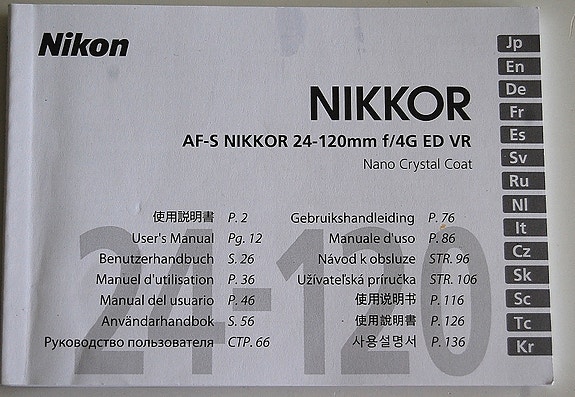 Nikon
NIKKOR
AF-S NIKKOR 24-120mm f/4G ED VR
Nano Crystal Coat
24-120
使用説明書 P. 2
User's Manual Pg. 12
Benutzerhandbuch S. 26
Manuel d'utilisation P. 36
Manual del usuario P. 46
Användarhandbok S. 56
Руководство пользователя СТР. 66
Gebruikshandleiding P. 76
Manuale d'uso P. 86
Návod k obsluze STR. 96
Užívateľská príručka STR. 106
使用说明书 P. 116
使用說明書 P. 126
사용설명서 P. 136
Jp
En
De
Fr
Es
Sv
Ru
Nl
It
Cz
Sk
Sc
Tc
Kr